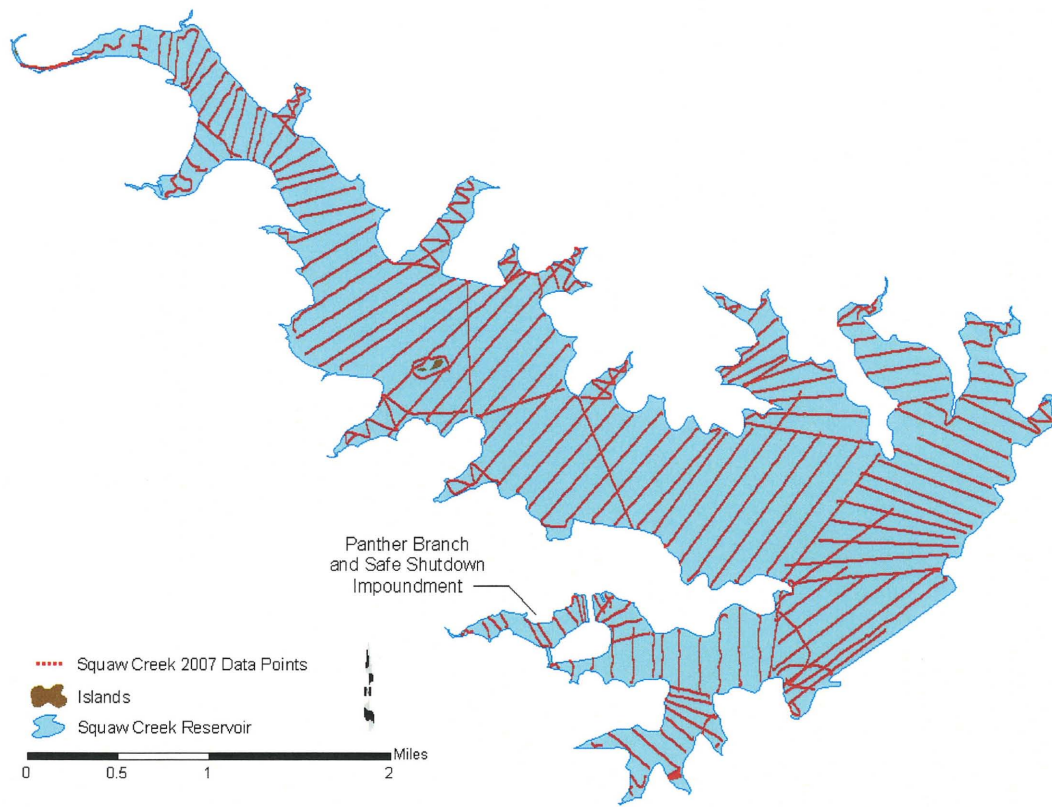 Panther Branch
and Safe Shutdown
Impoundment
Squaw Creek 2007 Data Points
Islands
Squaw Creek Reservoir
Miles
0 0.5 1 2